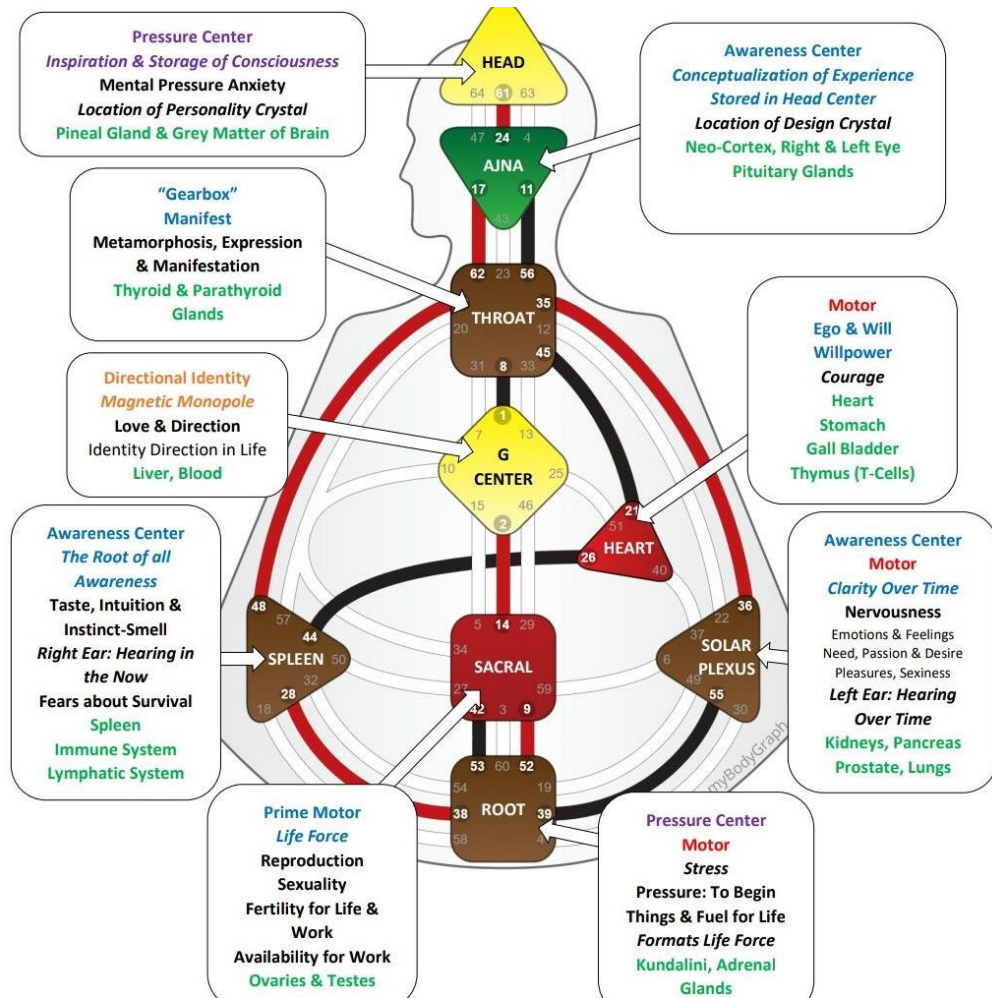 Pressure Center
Inspiration & Storage of Consciousness
Mental Pressure Anxiety
Location of Personality Crystal
Pineal Gland & Grey Matter of Brain
HEAD
64 61 63
Awareness Center
Conceptualization of Experience
Stored in Head Center
Location of Design Crystal
Neo-Cortex, Right & Left Eye
Pituitary Glands
47 24 4
AJNA
17 11
43
“Gearbox”
Manifest
Metamorphosis, Expression
& Manifestation
Thyroid & Parathyroid
Glands
62 23 56
35
THROAT
20 12
45
31 8 33
Motor
Ego & Will
Willpower
Courage
Heart
Stomach
Gall Bladder
Thymus (T-Cells)
Directional Identity
Magnetic Monopole
Love & Direction
Identity Direction in Life
Liver, Blood
1
7 13
G
CENTER
10 25
15 46
2
21
51
HEART
26 40
Awareness Center
The Root of all
Awareness
Taste, Intuition &
Instinct-Smell
Right Ear: Hearing in
the Now
Fears about Survival
Spleen
Immune System
Lymphatic System
48
57
44
SPLEEN 50
32
28
18
5 14 29
34
SACRAL
27 59
42 3 9
36
22
37
SOLAR
PLEXUS
6
49
55
30
Awareness Center
Motor
Clarity Over Time
Nervousness
Emotions & Feelings
Need, Passion & Desire
Pleasures, Sexiness
Left Ear: Hearing
Over Time
Kidneys, Pancreas
Prostate, Lungs
myBodyGraph
53 60 52
54 19
ROOT
38 39
58 4
Prime Motor
Life Force
Reproduction
Sexuality
Fertility for Life &
Work
Availability for Work
Ovaries & Testes
Pressure Center
Motor
Stress
Pressure: To Begin
Things & Fuel for Life
Formats Life Force
Kundalini, Adrenal
Glands